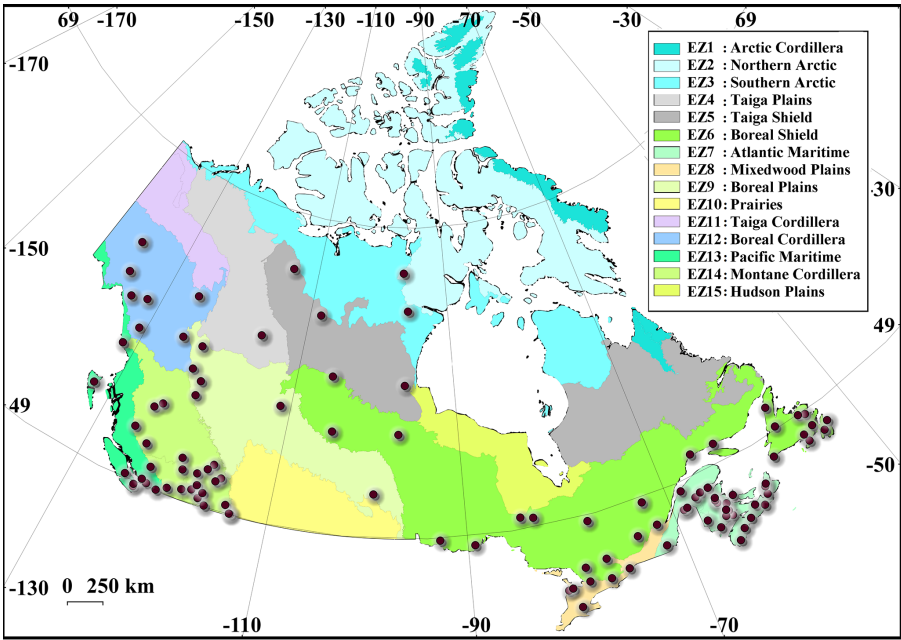 69 -170 -150 -130 -110 -90 -70 -50 -30 69
-170
EZ1 : Arctic Cordillera
EZ2 : Northern Arctic
EZ3 : Southern Arctic
EZ4 : Taiga Plains
EZ5 : Taiga Shield
EZ6 : Boreal Shield
EZ7 : Atlantic Maritime
EZ8 : Mixedwood Plains
EZ9 : Boreal Plains
EZ10: Prairies
EZ11: Taiga Cordillera
EZ12: Boreal Cordillera
EZ13: Pacific Maritime
EZ14: Montane Cordillera
EZ15: Hudson Plains
30
-150
49
49
-50
-130
0 250 km
-110 -90 -70